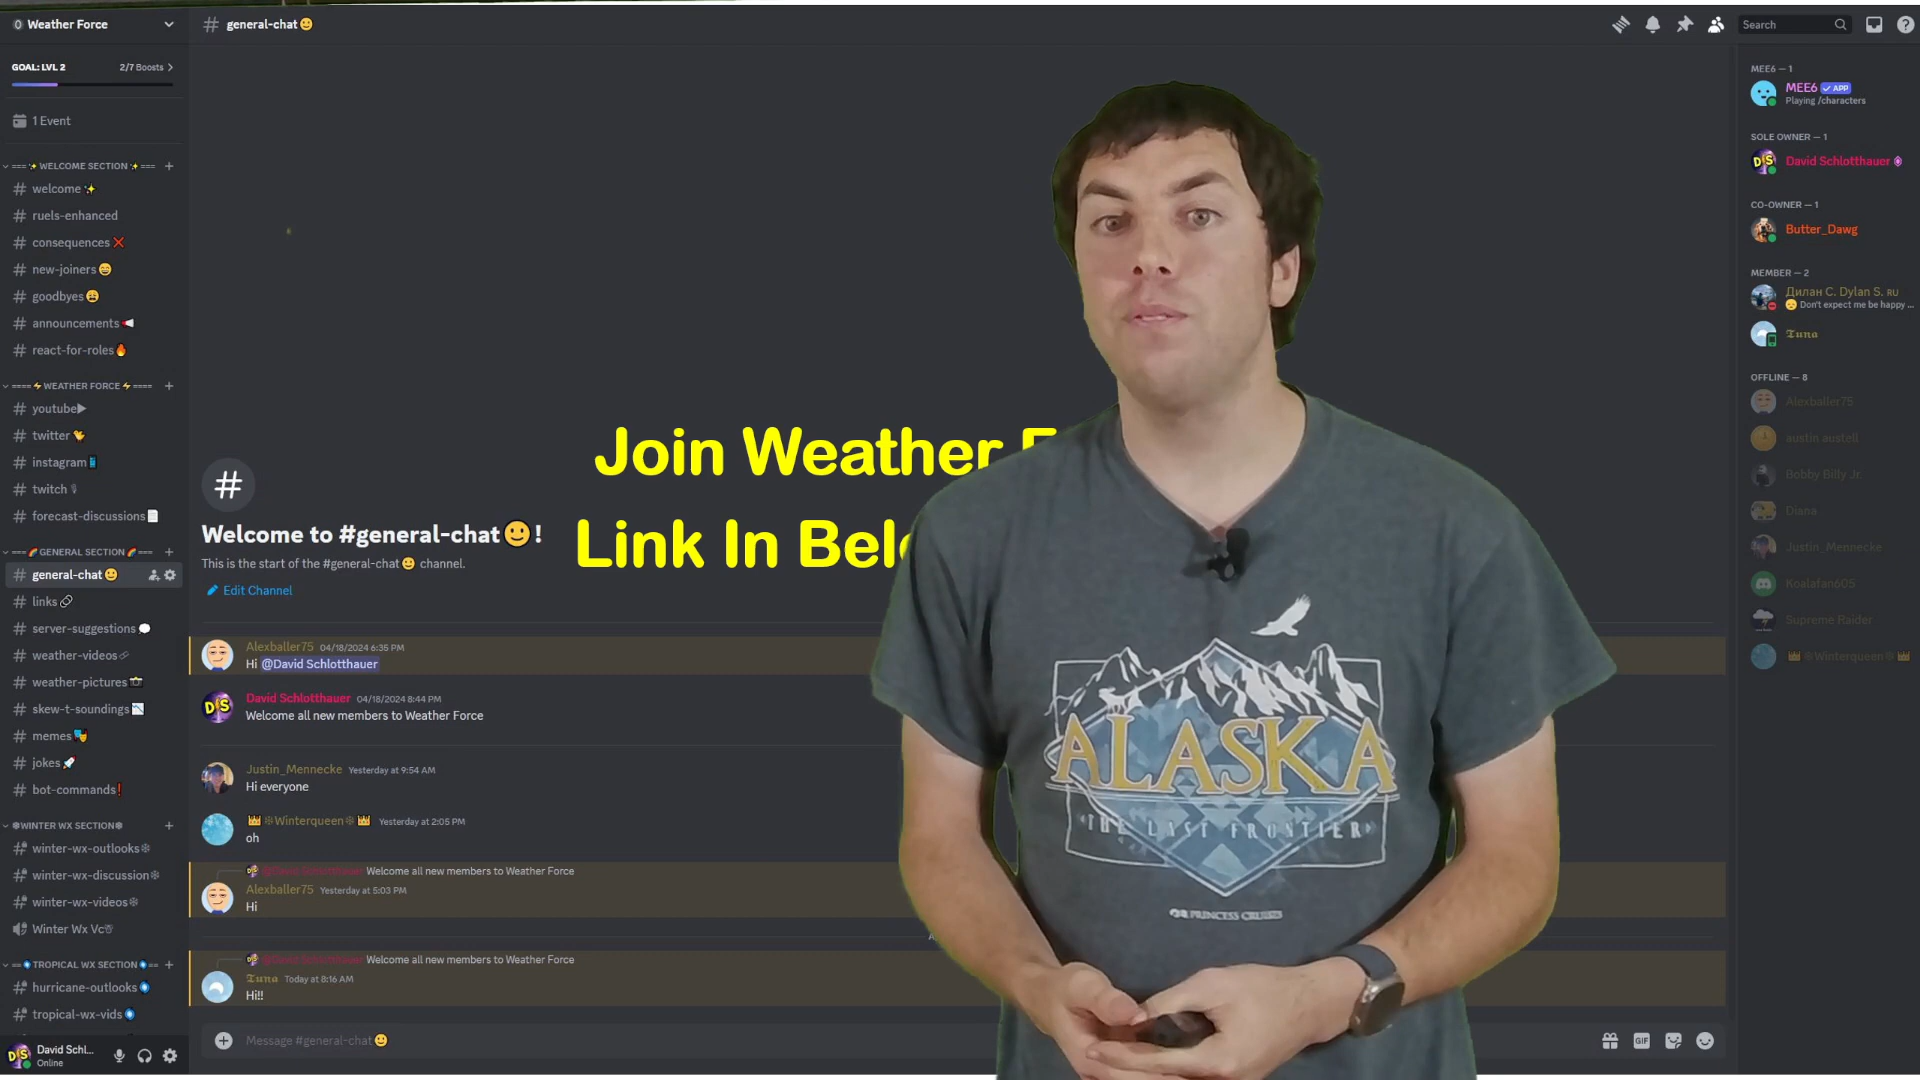 Weather Force
general-chat
Search
GOAL: LVL 2
2/7 Boosts
1 Event
=== WELCOME SECTION ===
welcome
ruels-enhanced
consequences
new-joiners
goodbyes
announcements
react-for-roles
==== WEATHER FORCE ====
youtube
twitter
instagram
twitch
forecast-discussions
=== GENERAL SECTION ===
general-chat
links
server-suggestions
weather-videos
weather-pictures
skew-t-soundings
memes
jokes
bot-commands
WINTER WX SECTION
winter-wx-outlooks
winter-wx-discussion
winter-wx-videos
Winter Wx Vc
== TROPICAL WX SECTION ==
hurricane-outlooks
tropical-wx-vids
David Schl...
Online
Join Weather F
Link In Belo
Welcome to #general-chat !
This is the start of the #general-chat channel.
Edit Channel
Alexballer75 04/18/2024 6:35 PM
Hi @David Schlotthauer
David Schlotthauer 04/18/2024 8:44 PM
Welcome all new members to Weather Force
Justin_Mennecke Yesterday at 9:54 AM
Hi everyone
Winterqueen Yesterday at 2:05 PM
oh
@David Schlotthauer Welcome all new members to Weather Force
Alexballer75 Yesterday at 5:03 PM
Hi
@David Schlotthauer Welcome all new members to Weather Force
Tuna Today at 8:16 AM
Hi!!
Message #general-chat
GIF
ALASKA
THE LAST FRONTIER
PRINCESS CRUISES
MEE6 — 1
MEE6 APP
Playing /characters
SOLE OWNER — 1
David Schlotthauer
CO-OWNER — 1
Butter_Dawg
MEMBER — 2
Дилан С. Dylan S. RU
Don't expect me be happy ...
Tuna
OFFLINE — 8
Alexballer75
austin austell
Bobby Billy Jr.
Diana
Justin_Mennecke
Koalafan605
Supreme Raider
Winterqueen